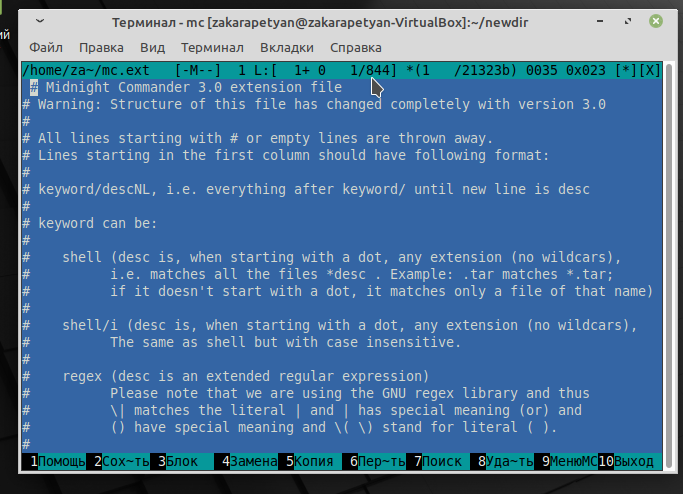 ий
Терминал - mc [zakarapetyan@zakarapetyan-VirtualBox]:~/newdir
Файл Правка Вид Терминал Вкладки Справка
/home/za~/mc.ext [-M--] 1 L:[ 1+ 0 1/844] *(1 /21323b) 0035 0x023 [*][X]
# Midnight Commander 3.0 extension file
# Warning: Structure of this file has changed completely with version 3.0
#
# All lines starting with # or empty lines are thrown away.
# Lines starting in the first column should have following format:
#
# keyword/descNL, i.e. everything after keyword/ until new line is desc
#
# keyword can be:
#
# shell (desc is, when starting with a dot, any extension (no wildcars),
# i.e. matches all the files *desc . Example: .tar matches *.tar;
# if it doesn't start with a dot, it matches only a file of that name)
#
# shell/i (desc is, when starting with a dot, any extension (no wildcars),
# The same as shell but with case insensitive.
#
# regex (desc is an extended regular expression)
# Please note that we are using the GNU regex library and thus
# \| matches the literal | and | has special meaning (or) and
# () have special meaning and \( \) stand for literal ( ).
#
1Помощь 2Сох~ть 3Блок 4Замена 5Копия 6Пер~ть 7Поиск 8Уда~ть 9МенюMC 10Выход